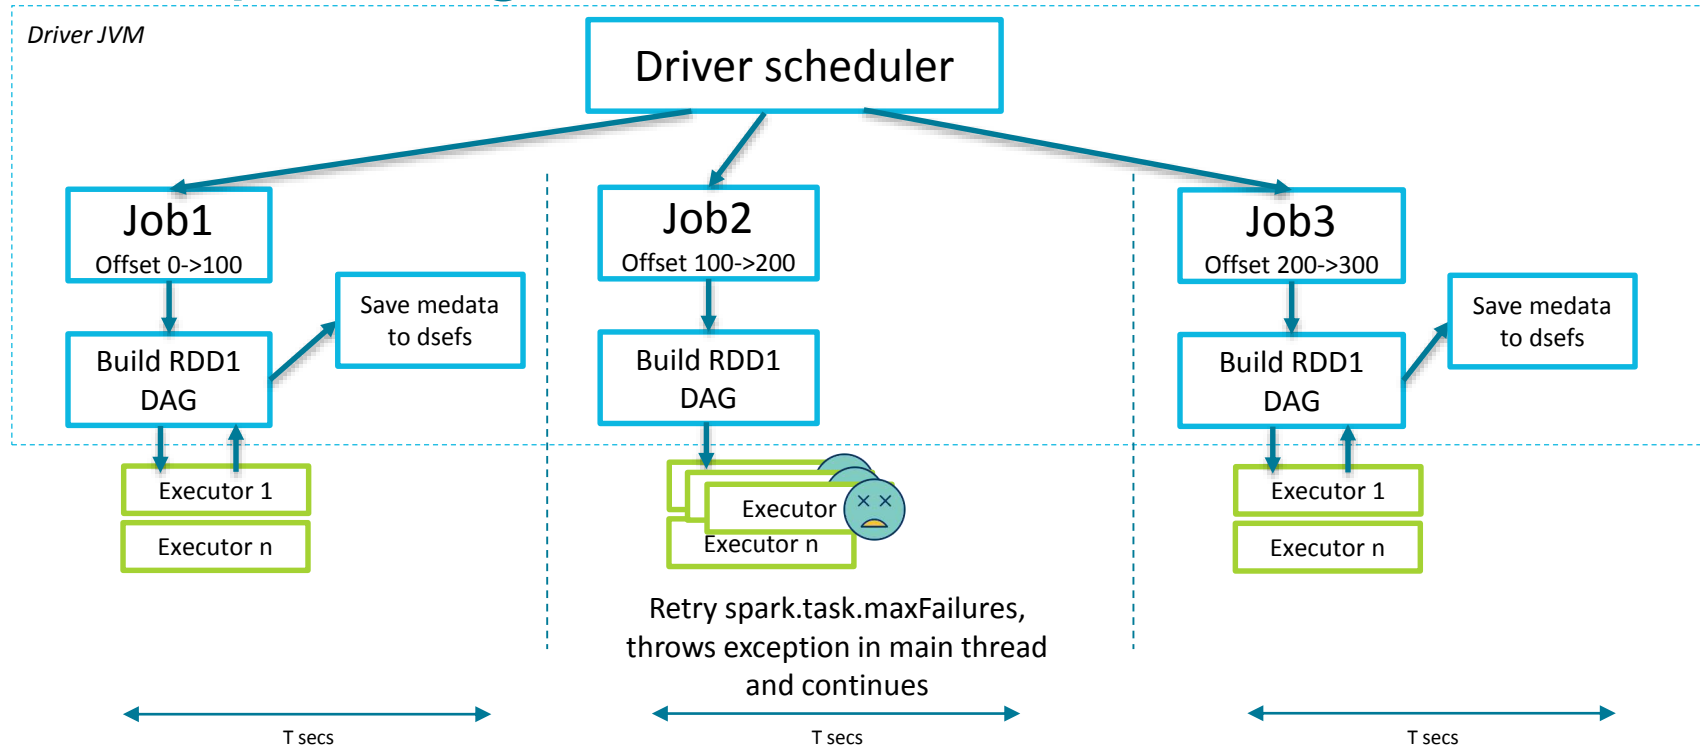 Driver JVM
Driver scheduler
Job1
Offset 0->100
Job2
Offset 100->200
Job3
Offset 200->300
Save medata
to dsefs
Save medata
to dsefs
Build RDD1
DAG
Build RDD1
DAG
Build RDD1
DAG
Executor 1
Executor n
Executor
Executor n
Executor 1
Executor n
Retry spark.task.maxFailures,
throws exception in main thread
and continues
T secs
T secs
T secs